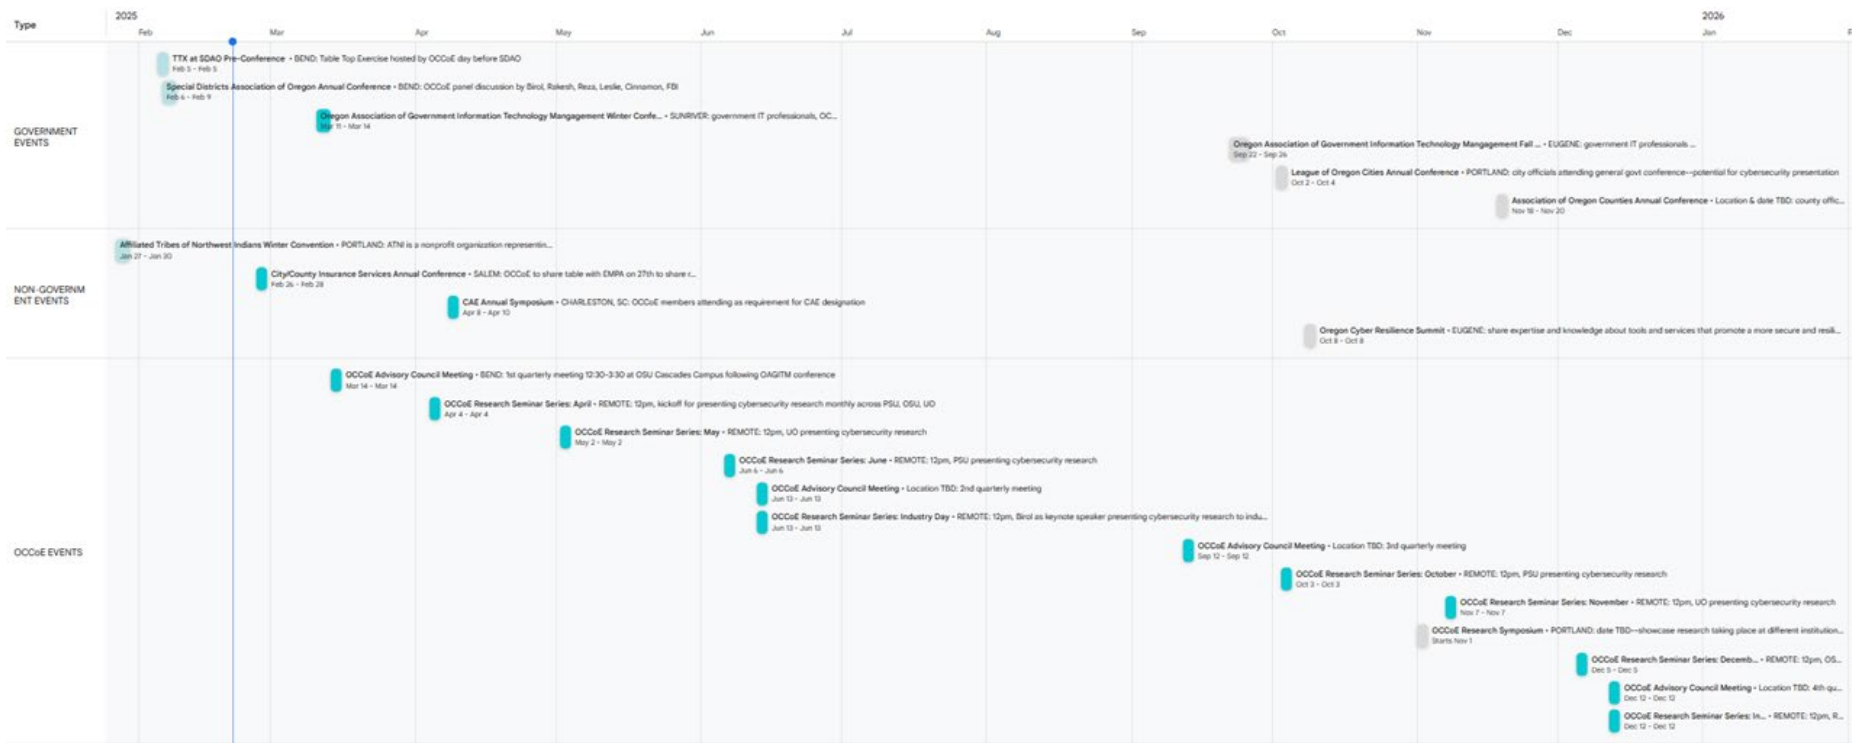 Type
2025
2026
Feb
Mar
Apr
May
Jun
Jul
Aug
Sep
Oct
Nov
Dec
Jan
GOVERNMENT
EVENTS
TTX at SDAO Pre-Conference • BEND: Table Top Exercise hosted by OCCoE day before SDAO
Feb 5 - Feb 5
Special Districts Association of Oregon Annual Conference • BEND: OCCoE panel discussion by Birol, Rakesh, Reza, Leslie, Cinnamon, FBI
Feb 6 - Feb 9
Oregon Association of Government Information Technology Mangagement Winter Confe... • SUNRIVER: government IT professionals, OC...
Mar 11 - Mar 14
Oregon Association of Government Information Technology Mangagement Fall ... • EUGENE: government IT professionals ...
Sep 22 - Sep 26
League of Oregon Cities Annual Conference • PORTLAND: city officials attending general govt conference--potential for cybersecurity presentation
Oct 2 - Oct 4
Association of Oregon Counties Annual Conference • Location & date TBD: county offic...
Nov 18 - Nov 20
NON-GOVERNM
ENT EVENTS
Affiliated Tribes of Northwest Indians Winter Convention • PORTLAND: ATNI is a nonprofit organization representin...
Jan 27 - Jan 30
City/County Insurance Services Annual Conference • SALEM: OCCoE to share table with EMPA on 27th to share r...
Feb 26 - Feb 28
CAE Annual Symposium • CHARLESTON, SC: OCCoE members attending as requirement for CAE designation
Apr 8 - Apr 10
Oregon Cyber Resilience Summit • EUGENE: share expertise and knowledge about tools and services that promote a more secure and resili...
Oct 8 - Oct 8
OCCoE EVENTS
OCCoE Advisory Council Meeting • BEND: 1st quarterly meeting 12:30-3:30 at OSU Cascades Campus following OAGITM conference
Mar 14 - Mar 14
OCCoE Research Seminar Series: April • REMOTE: 12pm, kickoff for presenting cybersecurity research monthly across PSU, OSU, UO
Apr 4 - Apr 4
OCCoE Research Seminar Series: May • REMOTE: 12pm, UO presenting cybersecurity research
May 2 - May 2
OCCoE Research Seminar Series: June • REMOTE: 12pm, PSU presenting cybersecurity research
Jun 6 - Jun 6
OCCoE Advisory Council Meeting • Location TBD: 2nd quarterly meeting
Jun 13 - Jun 13
OCCoE Research Seminar Series: Industry Day • REMOTE: 12pm, Birol as keynote speaker presenting cybersecurity research to indu...
Jun 13 - Jun 13
OCCoE Advisory Council Meeting • Location TBD: 3rd quarterly meeting
Sep 12 - Sep 12
OCCoE Research Seminar Series: October • REMOTE: 12pm, PSU presenting cybersecurity research
Oct 3 - Oct 3
OCCoE Research Seminar Series: November • REMOTE: 12pm, UO presenting cybersecurity research
Nov 7 - Nov 7
OCCoE Research Symposium • PORTLAND: date TBD--showcase research taking place at different institution...
Starts Nov 1
OCCoE Research Seminar Series: Decemb... • REMOTE: 12pm, OS...
Dec 5 - Dec 5
OCCoE Advisory Council Meeting • Location TBD: 4th qu...
Dec 12 - Dec 12
OCCoE Research Seminar Series: In... • REMOTE: 12pm, R...
Dec 12 - Dec 12